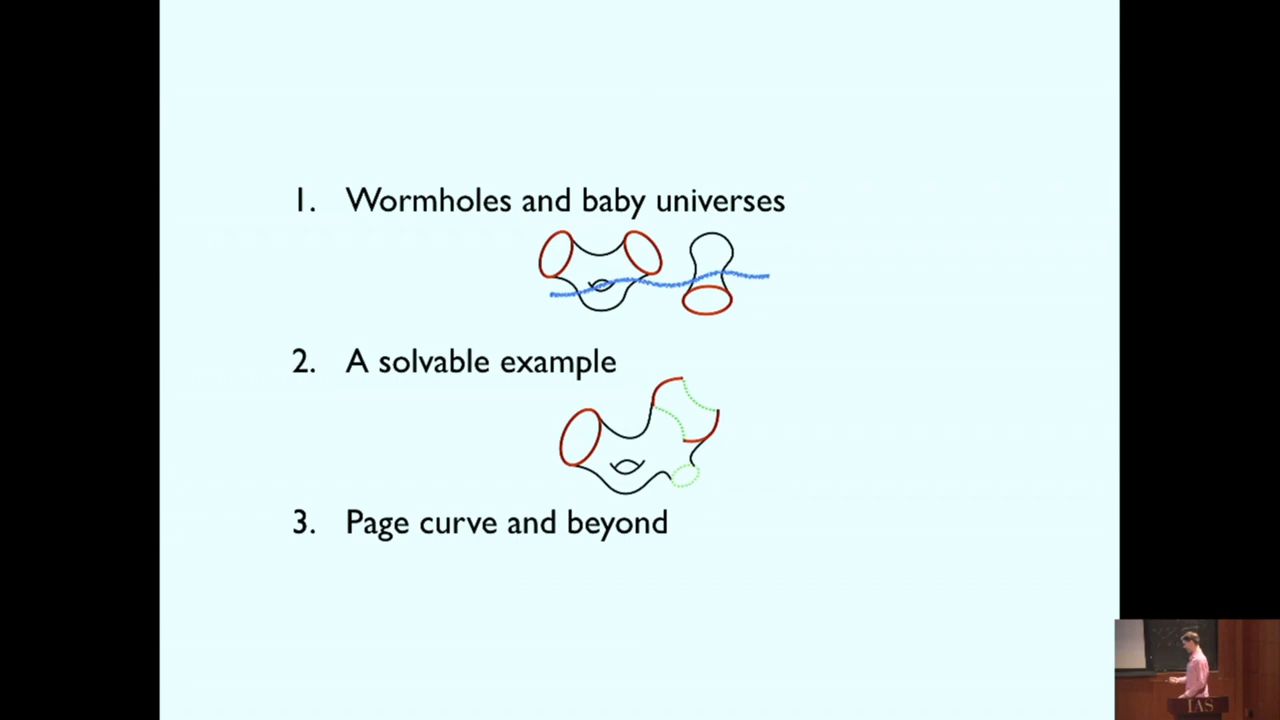 1. Wormholes and baby universes
2. A solvable example
3. Page curve and beyond
IAS